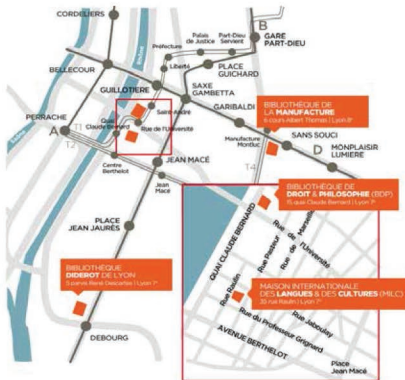 CORDELIERS
B
GARE
PART-DIEU
Palais
de Justice
Part-Dieu
Servient
Préfecture
Liberté
PLACE
GUICHARD
BELLECOUR
GUILLOTIERE
SAXE
GAMBETTA
Saint-André
GARIBALDI
BIBLIOTHÈQUE DE
LA MANUFACTURE
6 cours Albert Thomas | Lyon 8e
PERRACHE
A
T1
T2
Quai
Claude Bernard
Rue de l'Université
Manufacture
Montluc
SANS SOUCI
D
MONPLAISIR
LUMIERE
Centre
Berthelot
JEAN MACÉ
Jean
Macé
T4
BIBLIOTHÈQUE DE
DROIT & PHILOSOPHIE (BDP)
15 quai Claude Bernard | Lyon 7e
PLACE
JEAN JAURÈS
QUAI CLAUDE BERNARD
Rue Pasteur
Rue de Marseille
Rue de
l'Université
BIBLIOTHÈQUE
DIDEROT DE LYON
5 parvis René Descartes | Lyon 7e
MAISON INTERNATIONALE
DES LANGUES & DES CULTURES (MILC)
35 rue Raulin | Lyon 7e
Rue Raulin
Rue Jaboulay
Rue du Professeur Grignard
AVENUE BERTHELOT
Place
Jean Macé
DEBOURG